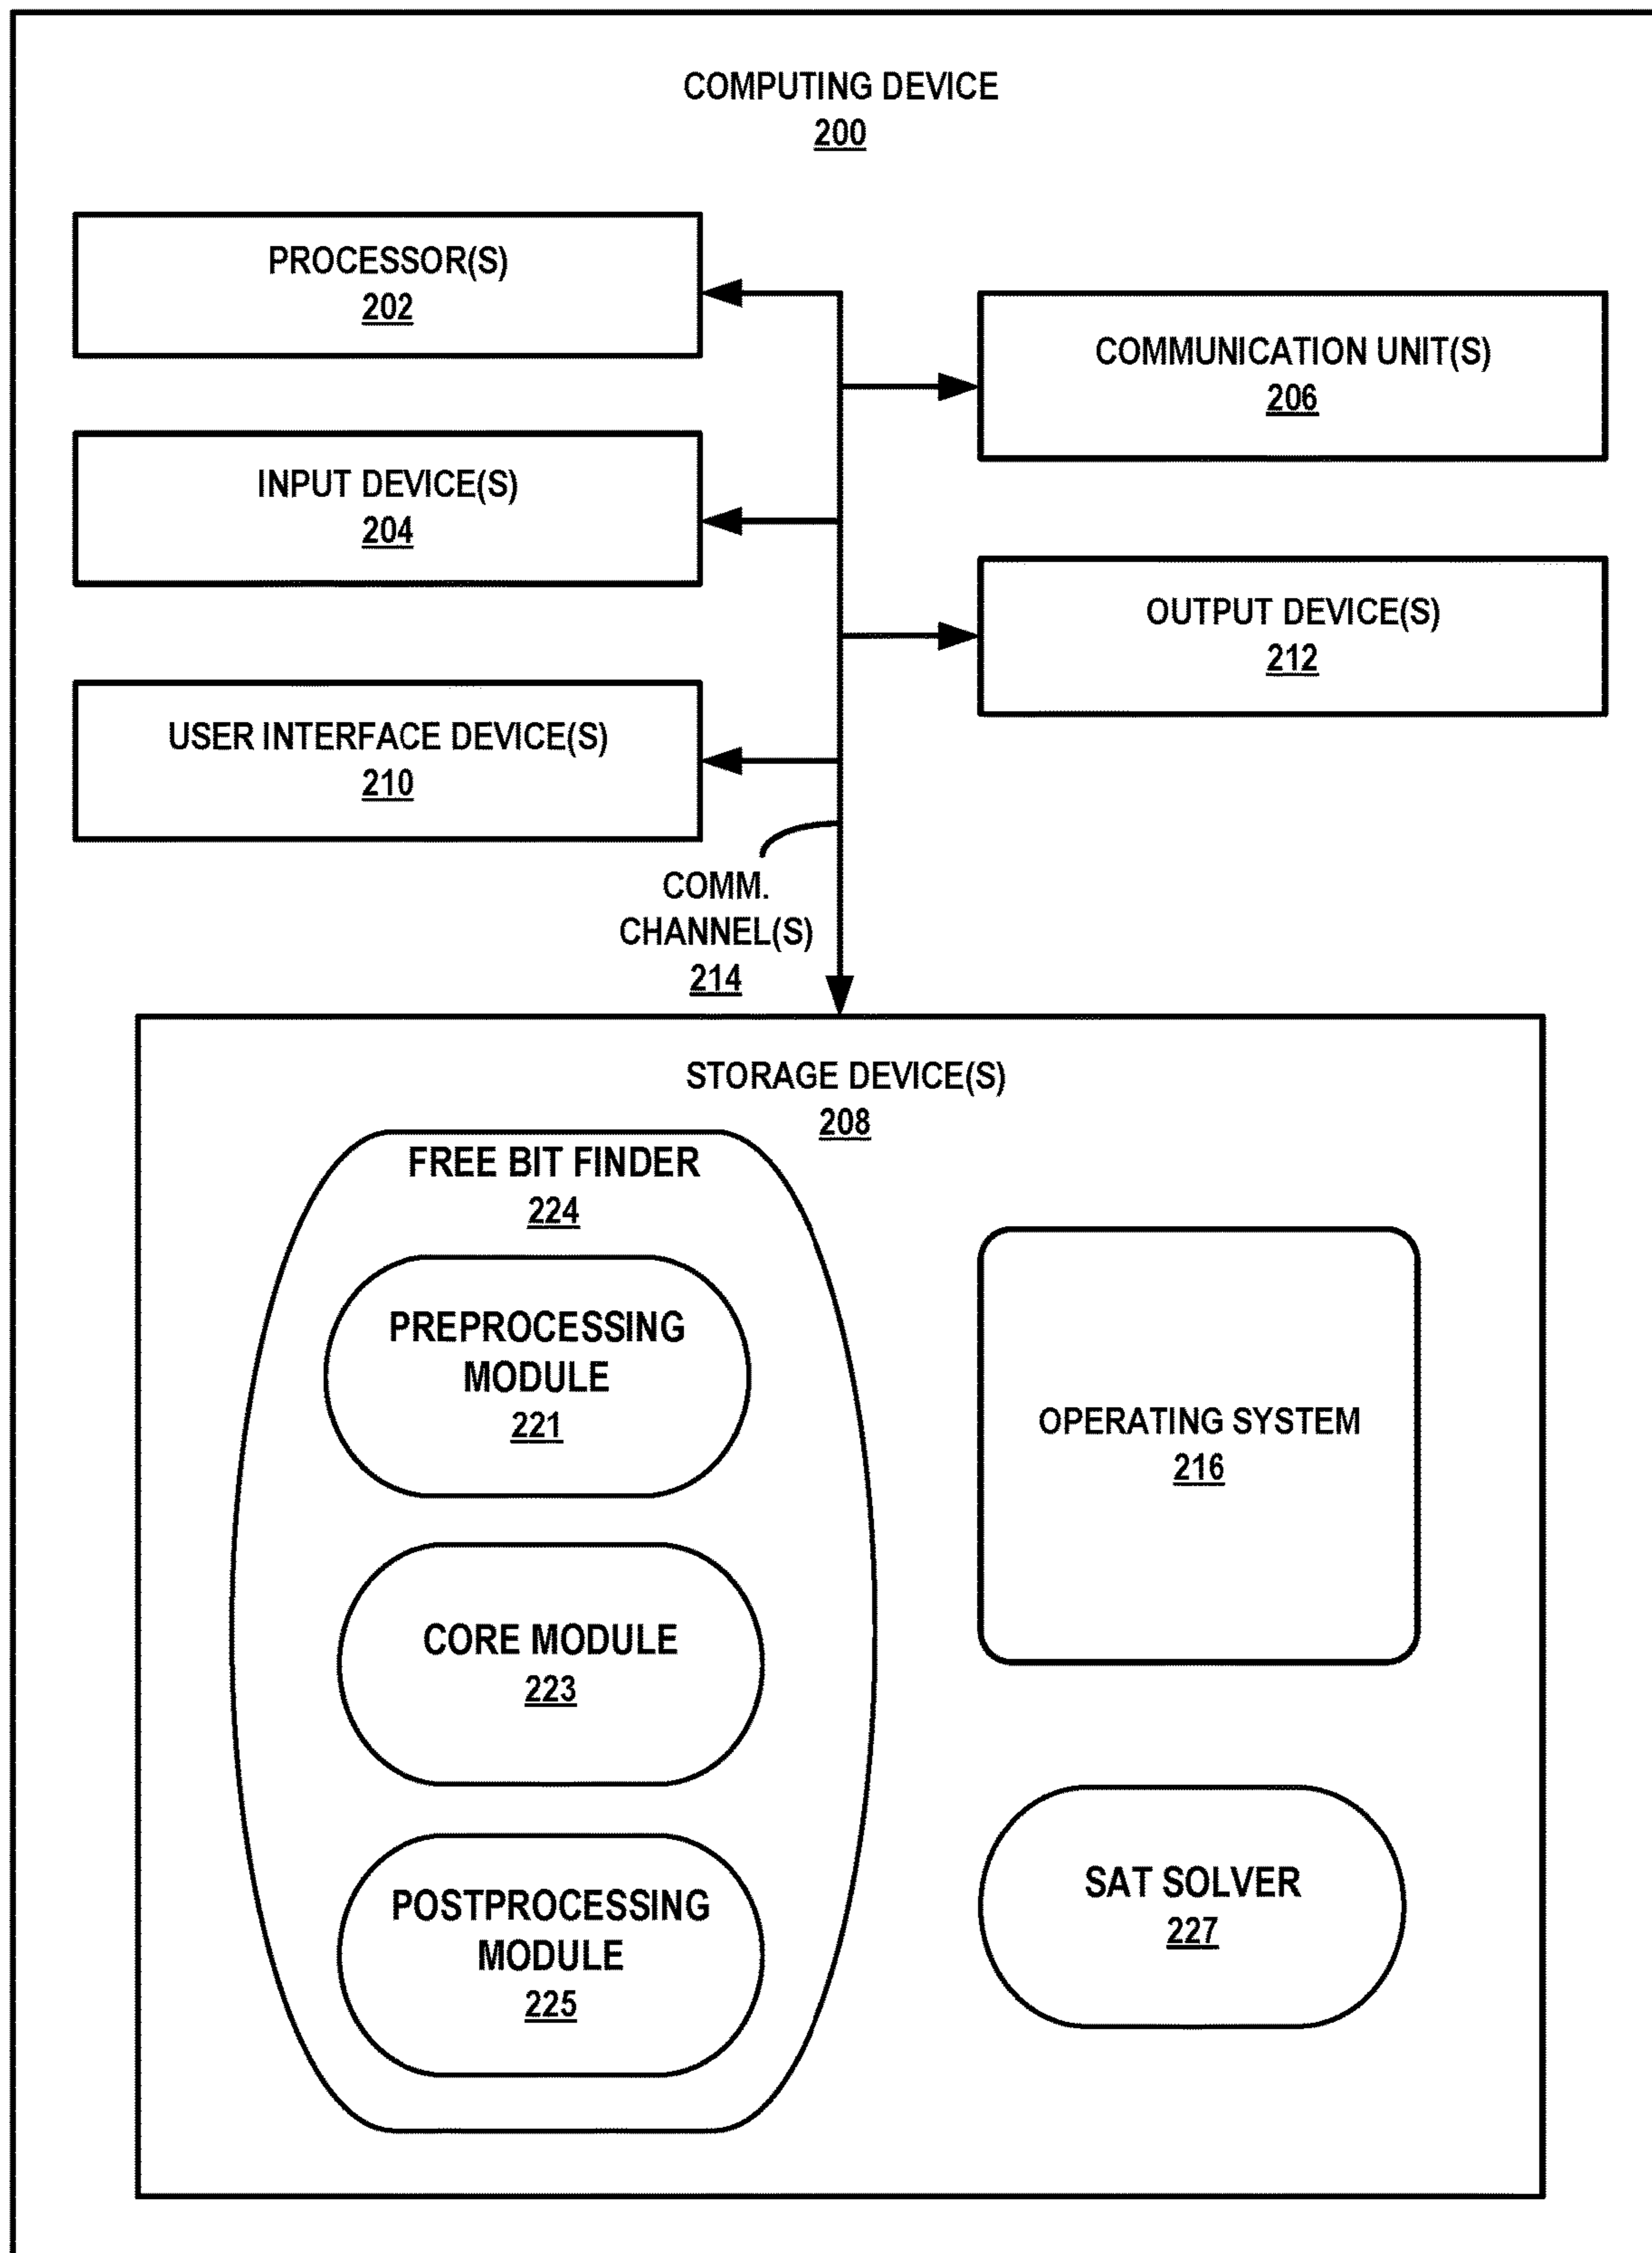 COMPUTING DEVICE
200
PROCESSOR(S)
202
COMMUNICATION UNIT(S)
206
INPUT DEVICE(S)
204
OUTPUT DEVICE(S)
212
USER INTERFACE DEVICE(S)
210
COMM.
CHANNEL(S)
214
STORAGE DEVICE(S)
208
FREE BIT FINDER
224
PREPROCESSING
MODULE
221
OPERATING SYSTEM
216
CORE MODULE
223
POSTPROCESSING
MODULE
225
SAT SOLVER
227